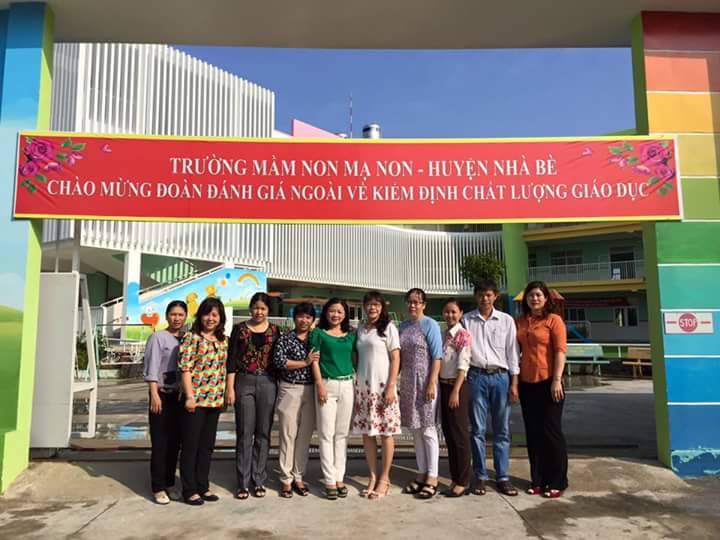 TRƯỜNG MẦM NON MẠ NON - HUYỆN NHÀ BÈ
CHÀO MỪNG ĐOÀN ĐÁNH GIÁ NGOÀI VỀ KIỂM ĐỊNH CHẤT LƯỢNG GIÁO DỤC
STOP